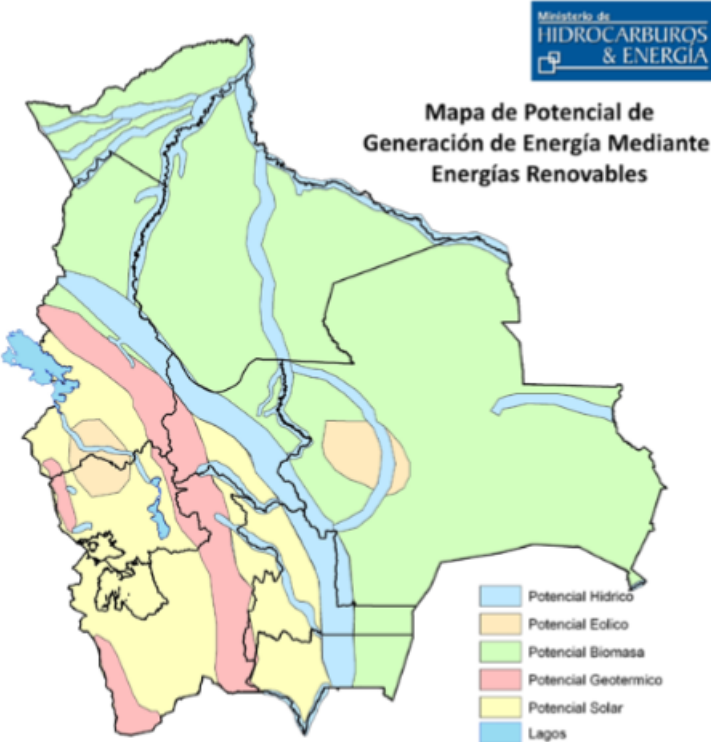 Ministerio de
HIDROCARBUROS
& ENERGÍA
Mapa de Potencial de
Generación de Energía Mediante
Energías Renovables
Potencial Hidrico
Potencial Eolico
Potencial Biomasa
Potencial Geotermico
Potencial Solar
Lagos